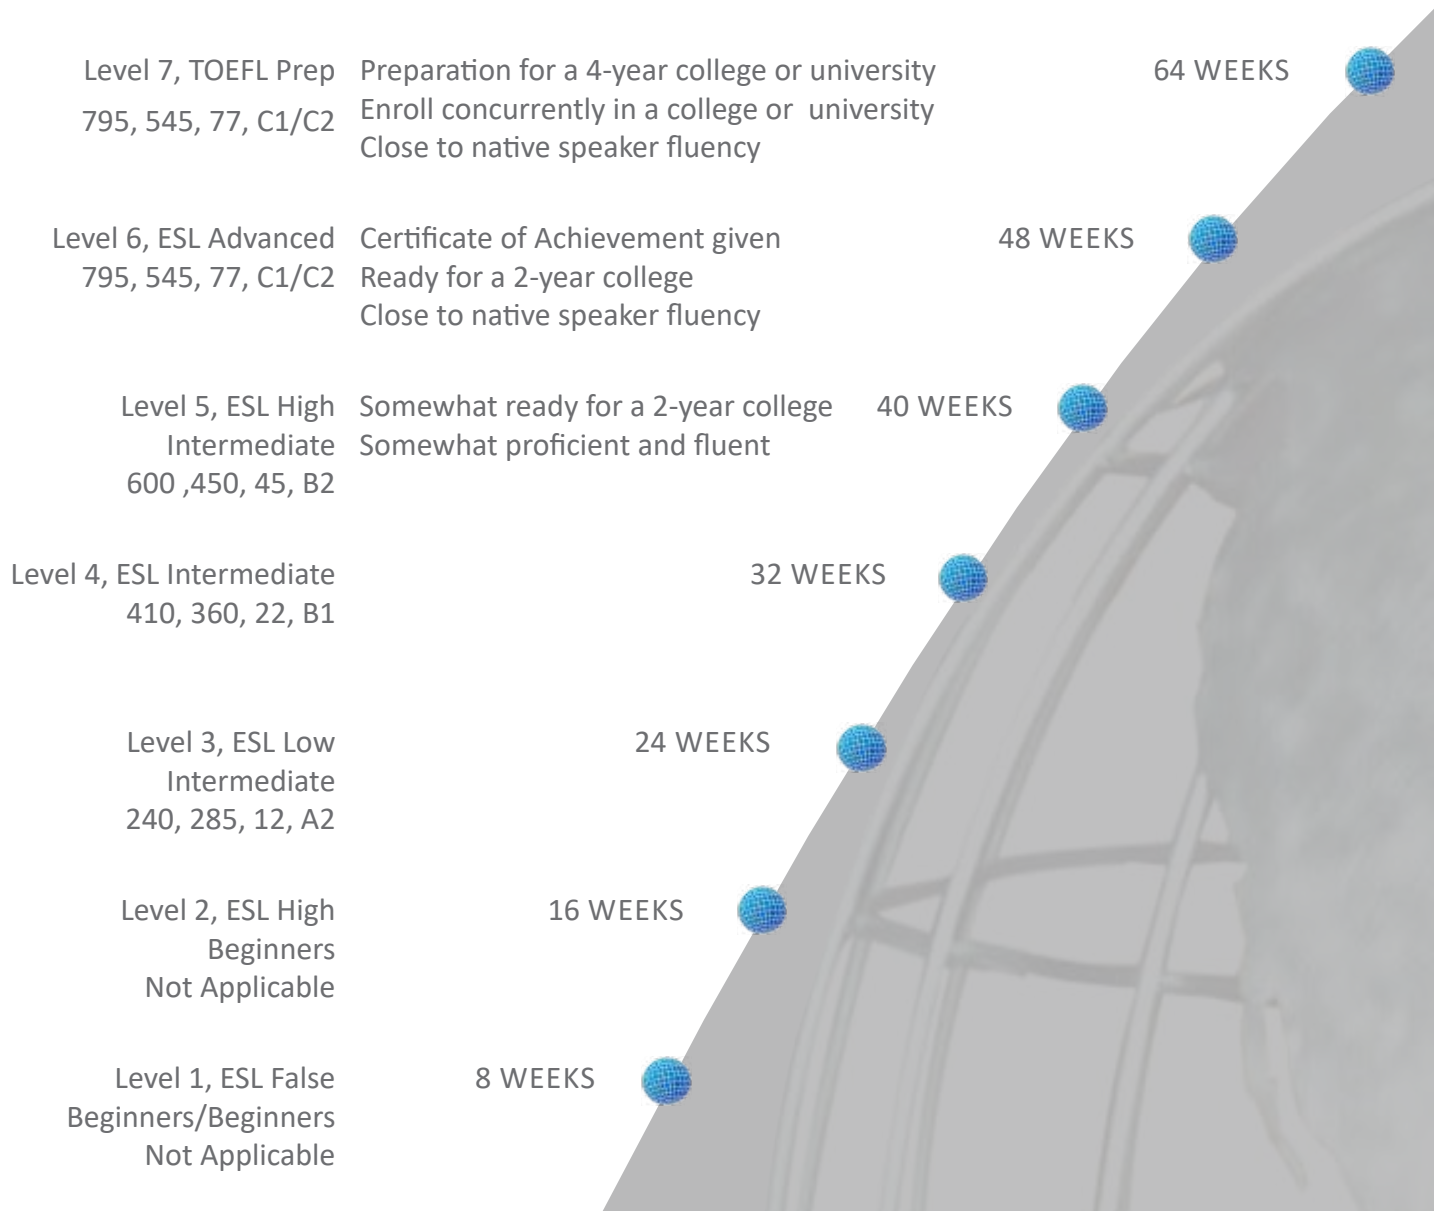 Level 7, TOEFL Prep
795, 545, 77, C1/C2
Preparation for a 4-year college or university
Enroll concurrently in a college or university
Close to native speaker fluency
64 WEEKS
Level 6, ESL Advanced
795, 545, 77, C1/C2
Certificate of Achievement given
Ready for a 2-year college
Close to native speaker fluency
48 WEEKS
Level 5, ESL High
Intermediate
600 ,450, 45, B2
Somewhat ready for a 2-year college
Somewhat proficient and fluent
40 WEEKS
Level 4, ESL Intermediate
410, 360, 22, B1
32 WEEKS
Level 3, ESL Low
Intermediate
240, 285, 12, A2
24 WEEKS
Level 2, ESL High
Beginners
Not Applicable
16 WEEKS
Level 1, ESL False
Beginners/Beginners
Not Applicable
8 WEEKS